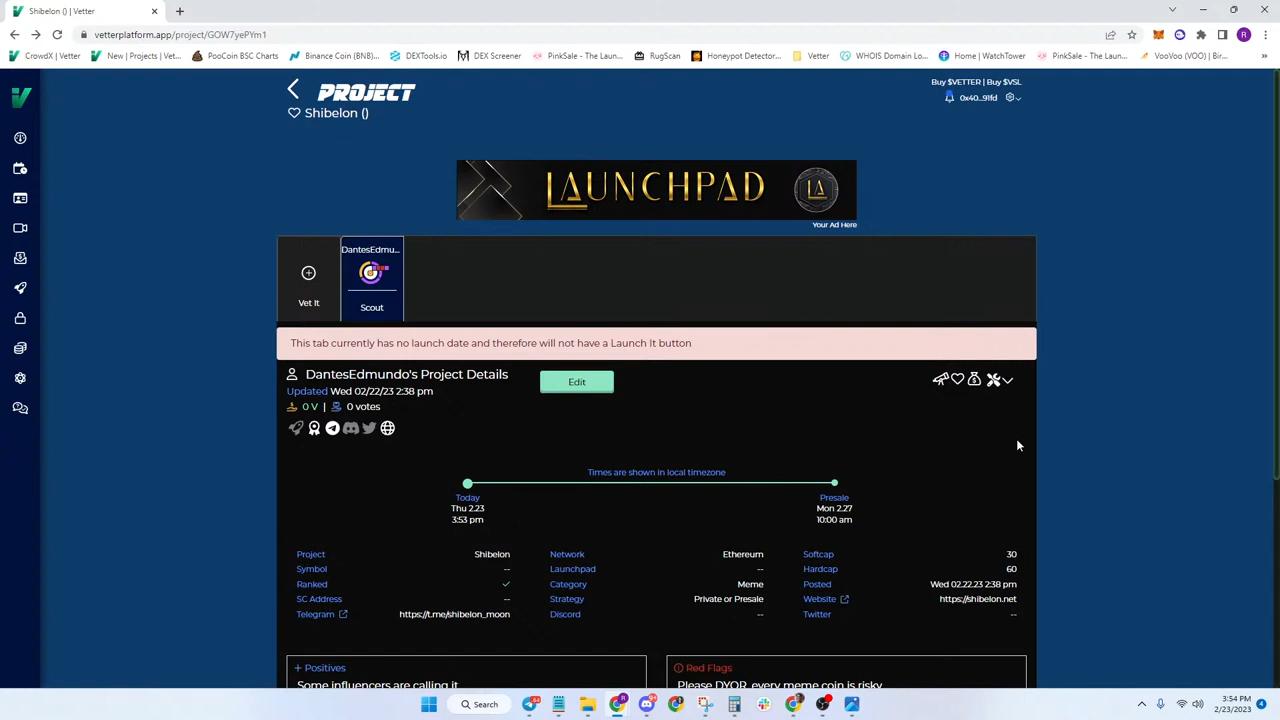 Shibelon () | Vetter
vetterplatform.app/project/GOW7yePYm1
R
CrowdX | Vetter
New | Projects | Vet...
PooCoin BSC Charts
Binance Coin (BNB)...
DEXTools.io
DEX Screener
PinkSale - The Laun...
RugScan
Honeypot Detector...
Vetter
WHOIS Domain Lo...
Home | WatchTower
PinkSale - The Laun...
VooVoo (VOO) | Bir...
PROJECT
Shibelon ()
Buy $VETTER | Buy $VSL
0x40...91fd
LAUNCHPAD
LA
Your Ad Here
Vet It
DantesEdmu...
Scout
This tab currently has no launch date and therefore will not have a Launch It button
DantesEdmundo's Project Details
Edit
Updated Wed 02/22/23 2:38 pm
0 V | 0 votes
Times are shown in local timezone
Today
Thu 2.23
3:53 pm
Presale
Mon 2.27
10:00 am
Project Shibelon
Symbol --
Ranked
SC Address --
Telegram https://t.me/shibelon_moon
Network Ethereum
Launchpad --
Category Meme
Strategy Private or Presale
Discord --
Softcap 30
Hardcap 60
Posted Wed 02.22.23 2:38 pm
Website https://shibelon.net
Twitter --
+ Positives
Some influencers are calling it
Red Flags
Please DYOR, every meme coin is risky
Search
3:54 PM
2/23/2023